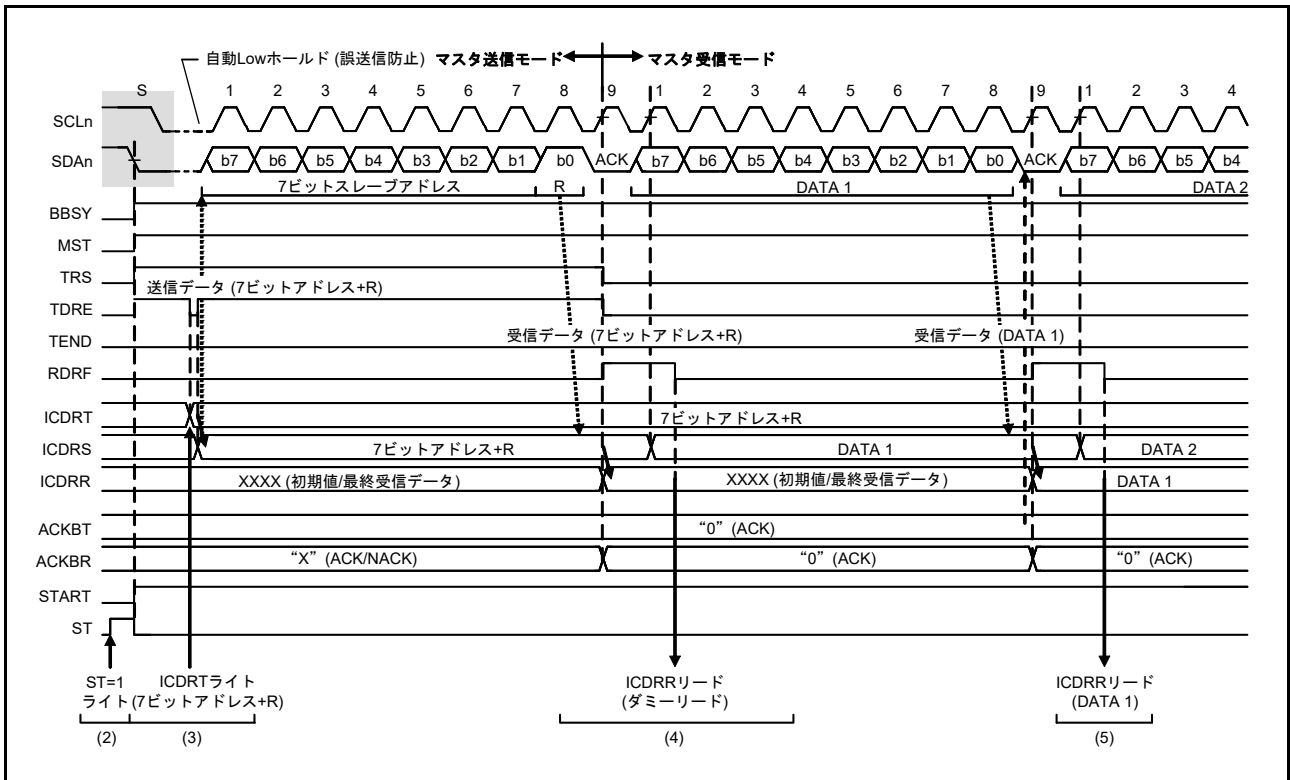 自動Lowホールド (誤送信防止) マスタ送信モード マスタ受信モード
S 1 2 3 4 5 6 7 8 9 1 2 3 4 5 6 7 8 9 1 2 3 4
SCLn
SDAn b7 b6 b5 b4 b3 b2 b1 b0 ACK b7 b6 b5 b4 b3 b2 b1 b0 ACK b7 b6 b5 b4
7ビットスレーブアドレス R DATA 1 DATA 2
BBSY
MST
TRS
送信データ (7ビットアドレス+R)
TDRE
受信データ (7ビットアドレス+R) 受信データ (DATA 1)
TEND
RDRF
ICDRT 7ビットアドレス+R
ICDRS 7ビットアドレス+R DATA 1 DATA 2
ICDRR XXXX (初期値/最終受信データ) XXXX (初期値/最終受信データ) DATA 1
ACKBT “0” (ACK)
ACKBR “X” (ACK/NACK) “0” (ACK) “0” (ACK)
START
ST
ST=1 ICDRTライト ICDRRリード ICDRRリード
ライト (7ビットアドレス+R) (ダミーリード) (DATA 1)
(2) (3) (4) (5)